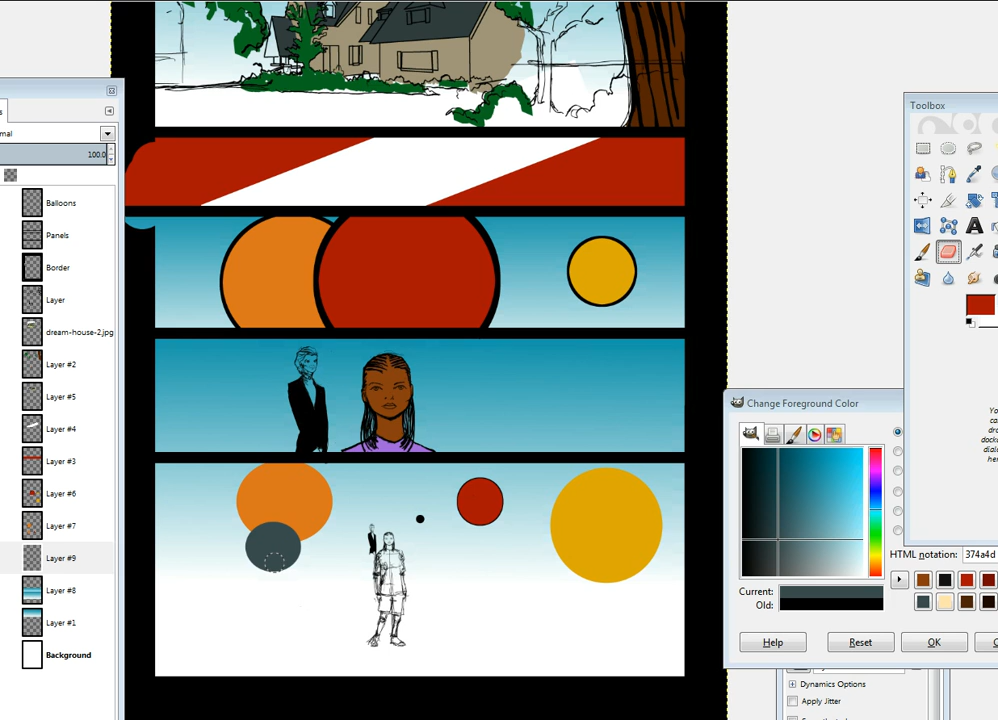 mal
100.0
Balloons
Panels
Border
Layer
dream-house-2.jpg
Layer #2
Layer #5
Layer #4
Layer #3
Layer #6
Layer #7
Layer #9
Layer #8
Layer #1
Background
Toolbox
Change Foreground Color
HTML notation: 374a4d
Current:
Old:
Help Reset OK
Dynamics Options
Apply Jitter